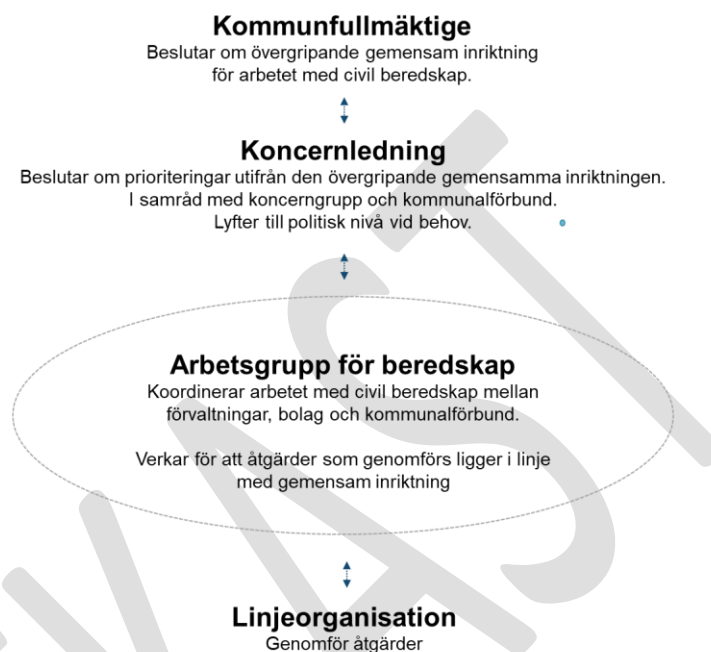 Kommunfullmäktige
Beslutar om övergripande gemensam inriktning
för arbetet med civil beredskap.
Koncernledning
Beslutar om prioriteringar utifrån den övergripande gemensamma inriktningen.
I samråd med koncerngrupp och kommunalförbund.
Lyfter till politisk nivå vid behov.
Arbetsgrupp för beredskap
Koordinerar arbetet med civil beredskap mellan
förvaltningar, bolag och kommunalförbund.
Verkar för att åtgärder som genomförs ligger i linje
med gemensam inriktning
Linjeorganisation
Genomför åtgärder